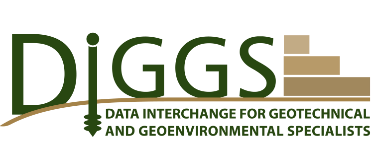 DiGGS
DATA INTERCHANGE FOR GEOTECHNICAL
AND GEOENVIRONMENTAL SPECIALISTS